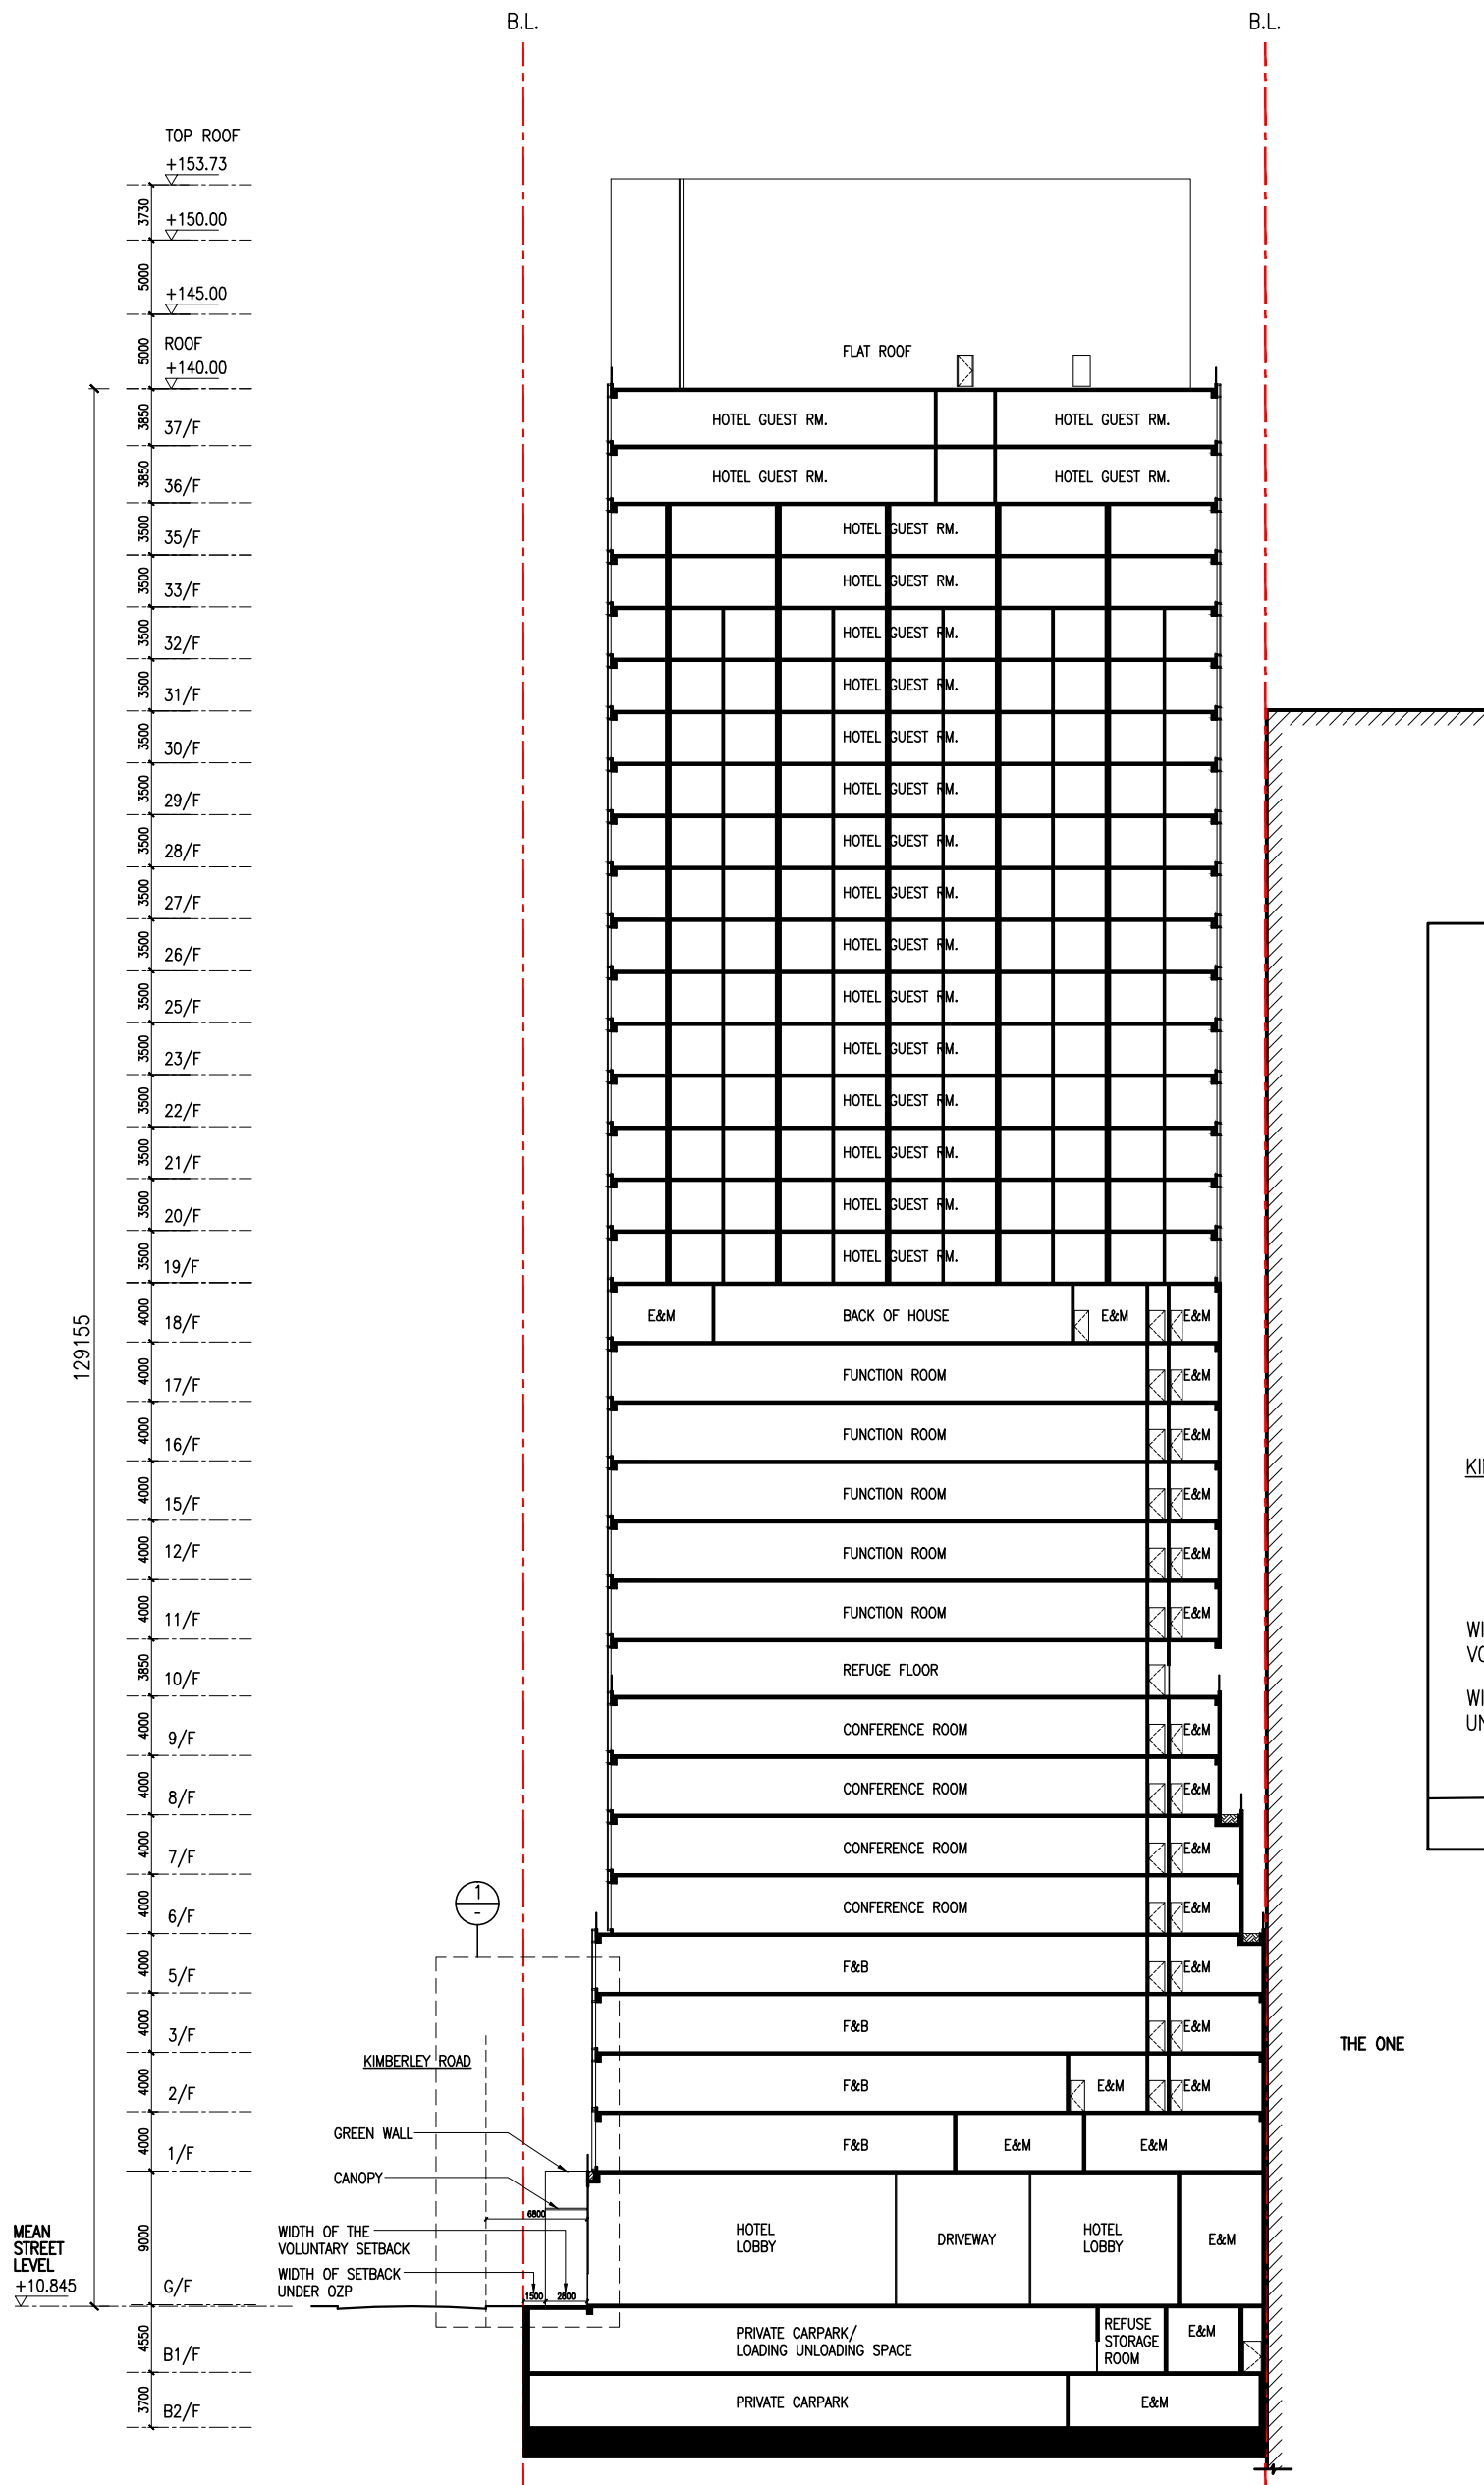 B.L.
B.L.
TOP ROOF
+153.73
3730
+150.00
5000
+145.00
5000
ROOF
+140.00
FLAT ROOF
3850
37/F
HOTEL GUEST RM.
HOTEL GUEST RM.
3850
36/F
HOTEL GUEST RM.
HOTEL GUEST RM.
3500
35/F
HOTEL GUEST RM.
3500
33/F
HOTEL GUEST RM.
3500
32/F
HOTEL GUEST RM.
3500
31/F
HOTEL GUEST RM.
3500
30/F
HOTEL GUEST RM.
3500
29/F
HOTEL GUEST RM.
3500
28/F
HOTEL GUEST RM.
3500
27/F
HOTEL GUEST RM.
3500
26/F
HOTEL GUEST RM.
3500
25/F
HOTEL GUEST RM.
3500
23/F
HOTEL GUEST RM.
3500
22/F
HOTEL GUEST RM.
3500
21/F
HOTEL GUEST RM.
3500
20/F
HOTEL GUEST RM.
3500
19/F
HOTEL GUEST RM.
129155
4000
18/F
E&M
BACK OF HOUSE
E&M
E&M
4000
17/F
FUNCTION ROOM
E&M
4000
16/F
FUNCTION ROOM
E&M
4000
15/F
FUNCTION ROOM
E&M
4000
12/F
FUNCTION ROOM
E&M
4000
11/F
FUNCTION ROOM
E&M
3850
10/F
REFUGE FLOOR
4000
9/F
CONFERENCE ROOM
E&M
4000
8/F
CONFERENCE ROOM
E&M
4000
7/F
CONFERENCE ROOM
E&M
4000
6/F
1
-
CONFERENCE ROOM
E&M
4000
5/F
F&B
E&M
4000
3/F
F&B
E&M
THE ONE
KIMBERLEY ROAD
4000
2/F
F&B
E&M
E&M
4000
1/F
GREEN WALL
F&B
E&M
E&M
CANOPY
6800
9000
G/F
WIDTH OF THE
VOLUNTARY SETBACK
WIDTH OF SETBACK
UNDER OZP
1500
2800
HOTEL
LOBBY
DRIVEWAY
HOTEL
LOBBY
E&M
MEAN
STREET
LEVEL
+10.845
4550
B1/F
PRIVATE CARPARK/
LOADING UNLOADING SPACE
REFUSE
STORAGE
ROOM
E&M
3700
B2/F
PRIVATE CARPARK
E&M